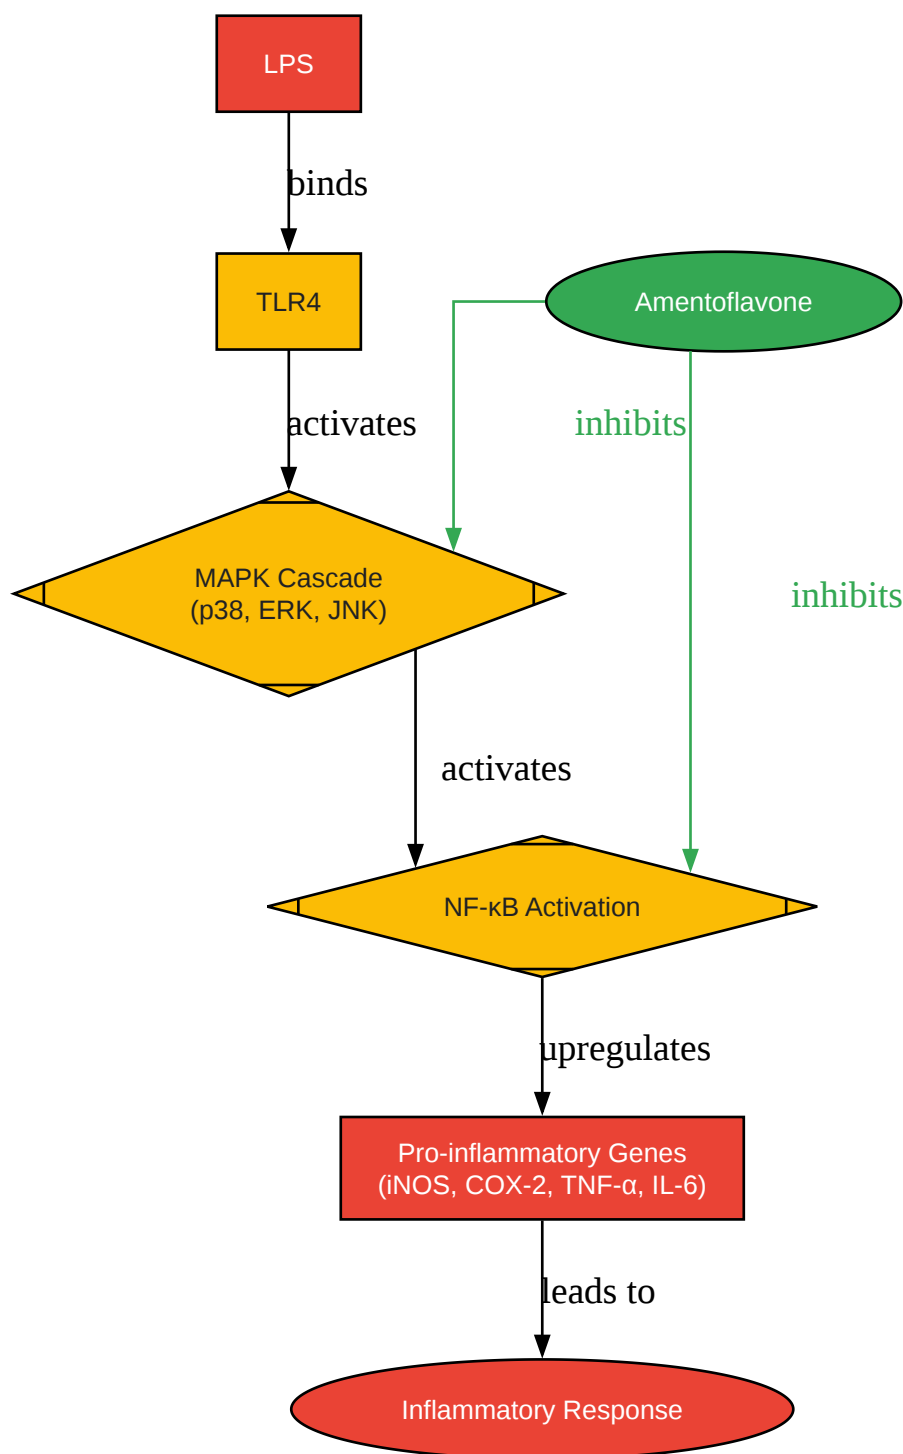 LPS
binds
TLR4
Amentoflavone
activates
inhibits
MAPK Cascade
(p38, ERK, JNK)
inhibits
activates
NF-κB Activation
upregulates
Pro-inflammatory Genes
(iNOS, COX-2, TNF-α, IL-6)
leads to
Inflammatory Response